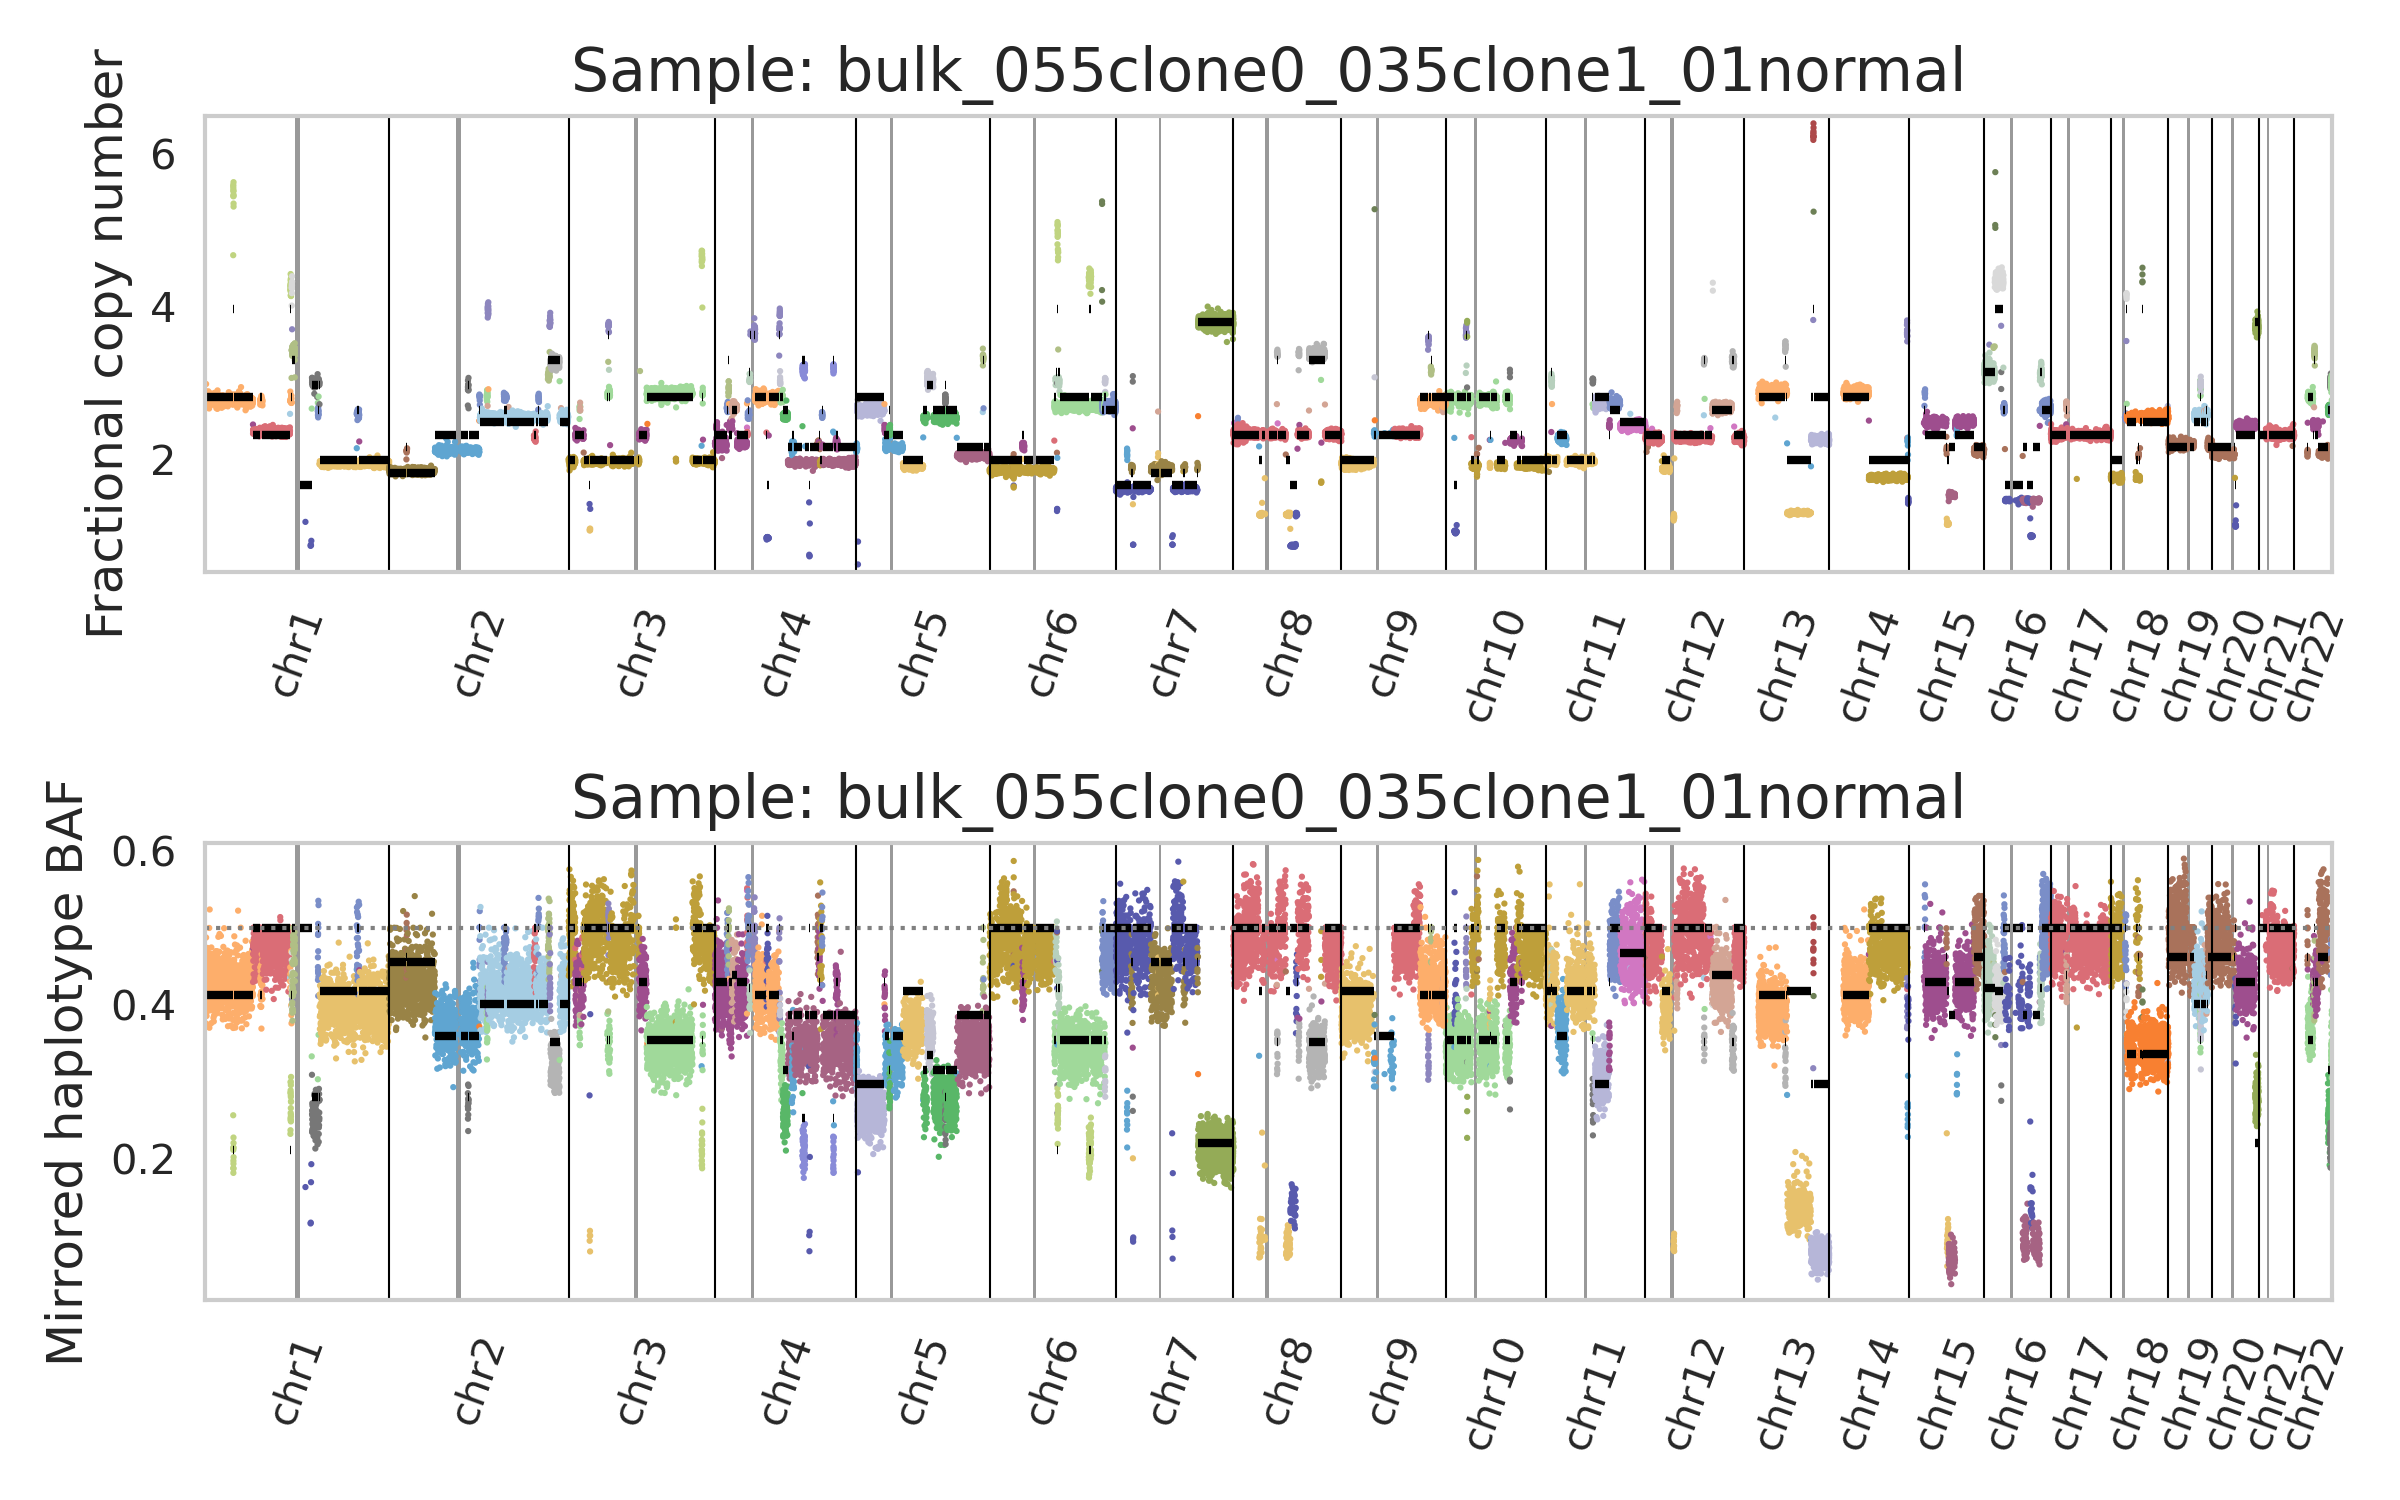 Sample: bulk_055clone0_035clone1_01normal
Fractional copy number
6
4
2
chr1 chr2 chr3 chr4 chr5 chr6 chr7 chr8 chr9 chr10 chr11 chr12 chr13 chr14 chr15 chr16 chr17 chr18 chr19 chr20 chr21 chr22
Sample: bulk_055clone0_035clone1_01normal
Mirrored haplotype BAF
0.6
0.4
0.2
chr1 chr2 chr3 chr4 chr5 chr6 chr7 chr8 chr9 chr10 chr11 chr12 chr13 chr14 chr15 chr16 chr17 chr18 chr19 chr20 chr21 chr22